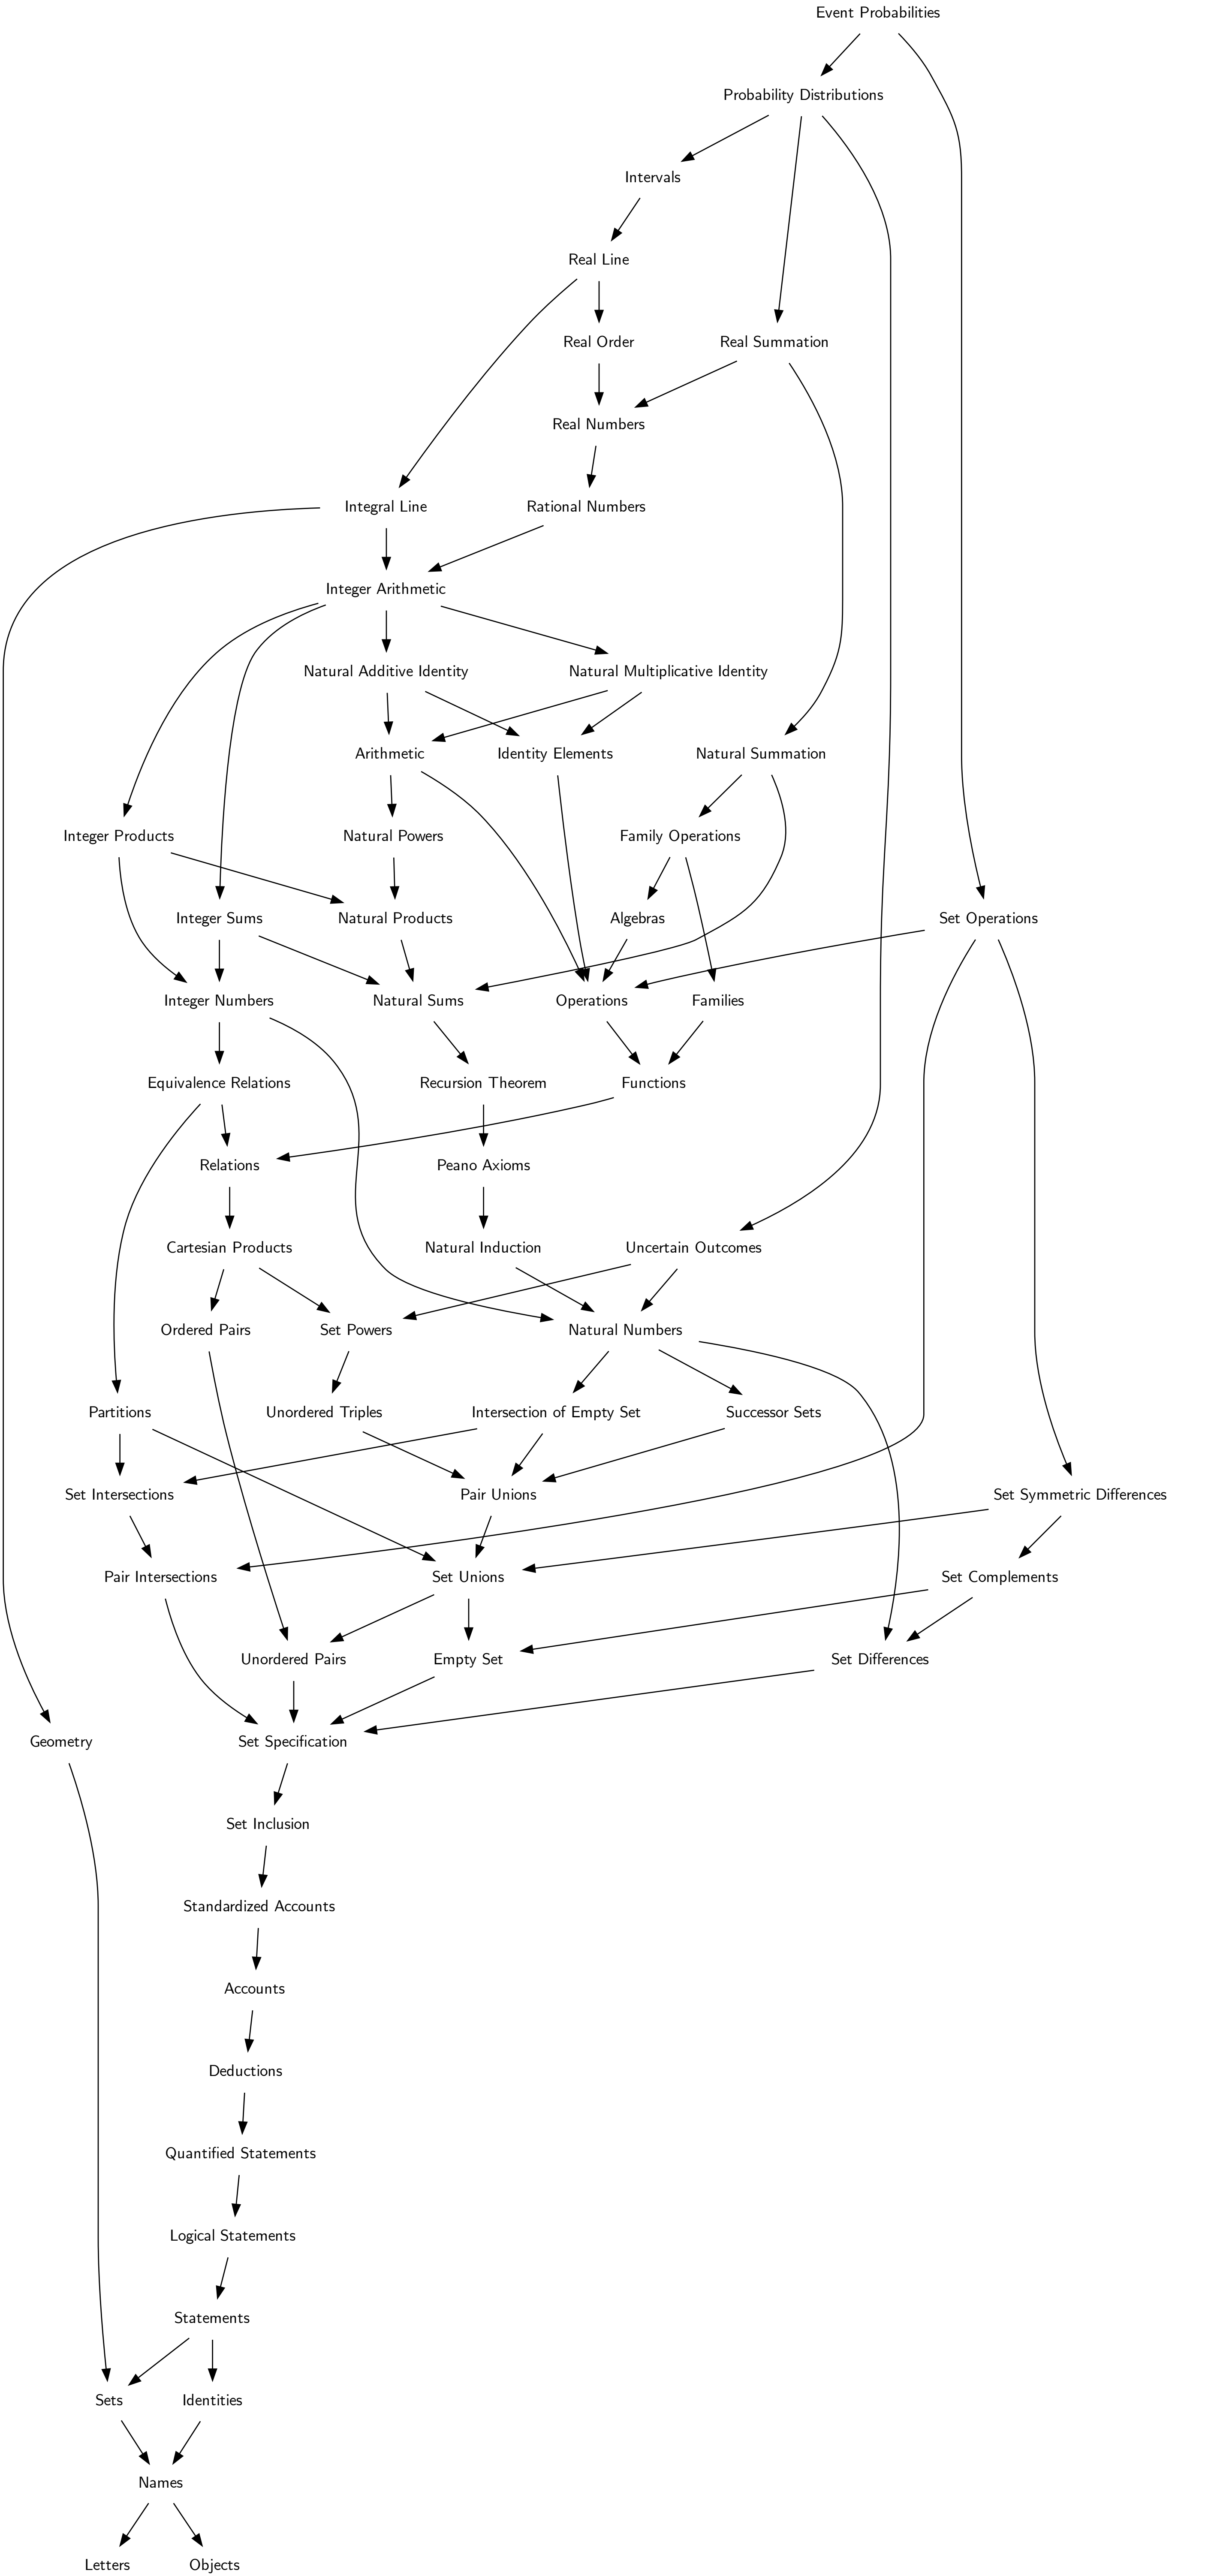 Event Probabilities
Probability Distributions
Intervals
Real Line
Real Order
Real Summation
Real Numbers
Integral Line
Rational Numbers
Integer Arithmetic
Natural Additive Identity
Natural Multiplicative Identity
Arithmetic
Identity Elements
Natural Summation
Integer Products
Natural Powers
Family Operations
Integer Sums
Natural Products
Algebras
Set Operations
Integer Numbers
Natural Sums
Operations
Families
Equivalence Relations
Recursion Theorem
Functions
Relations
Peano Axioms
Cartesian Products
Natural Induction
Uncertain Outcomes
Ordered Pairs
Set Powers
Natural Numbers
Partitions
Unordered Triples
Intersection of Empty Set
Successor Sets
Set Intersections
Pair Unions
Set Symmetric Differences
Pair Intersections
Set Unions
Set Complements
Unordered Pairs
Empty Set
Set Differences
Geometry
Set Specification
Set Inclusion
Standardized Accounts
Accounts
Deductions
Quantified Statements
Logical Statements
Statements
Sets
Identities
Names
Letters
Objects